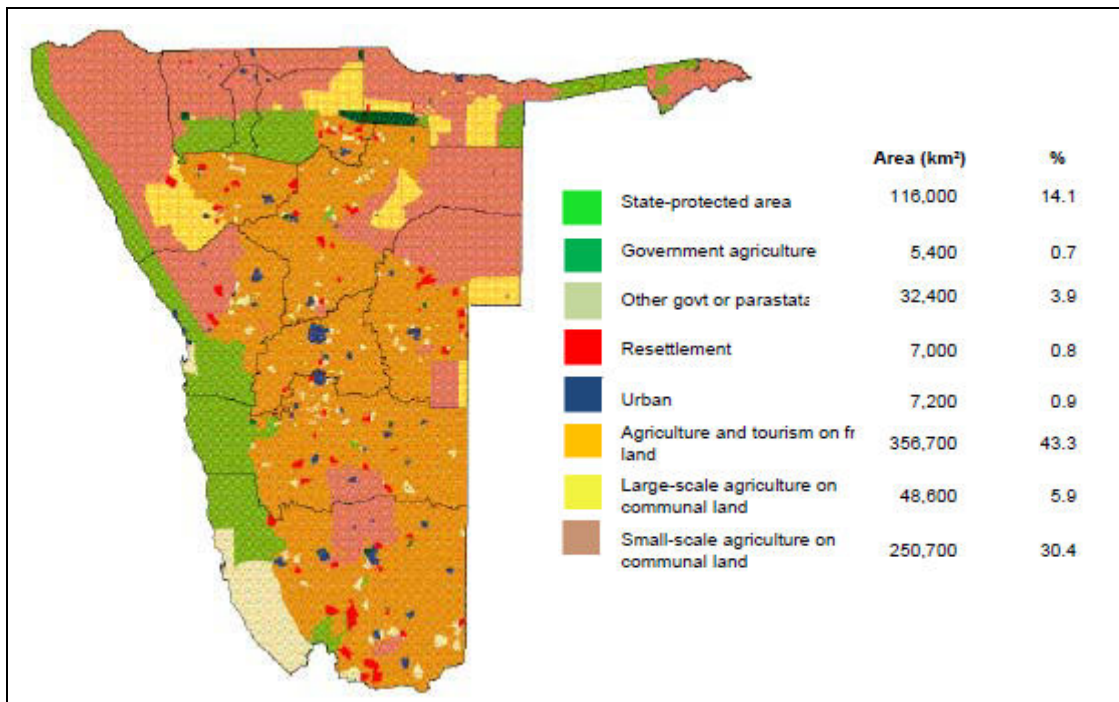 Area (km²) %
State-protected area 116,000 14.1
Government agriculture 5,400 0.7
Other govt or parastata 32,400 3.9
Resettlement 7,000 0.8
Urban 7,200 0.9
Agriculture and tourism on fr 356,700 43.3
land
Large-scale agriculture on 48,600 5.9
communal land
Small-scale agriculture on 250,700 30.4
communal land